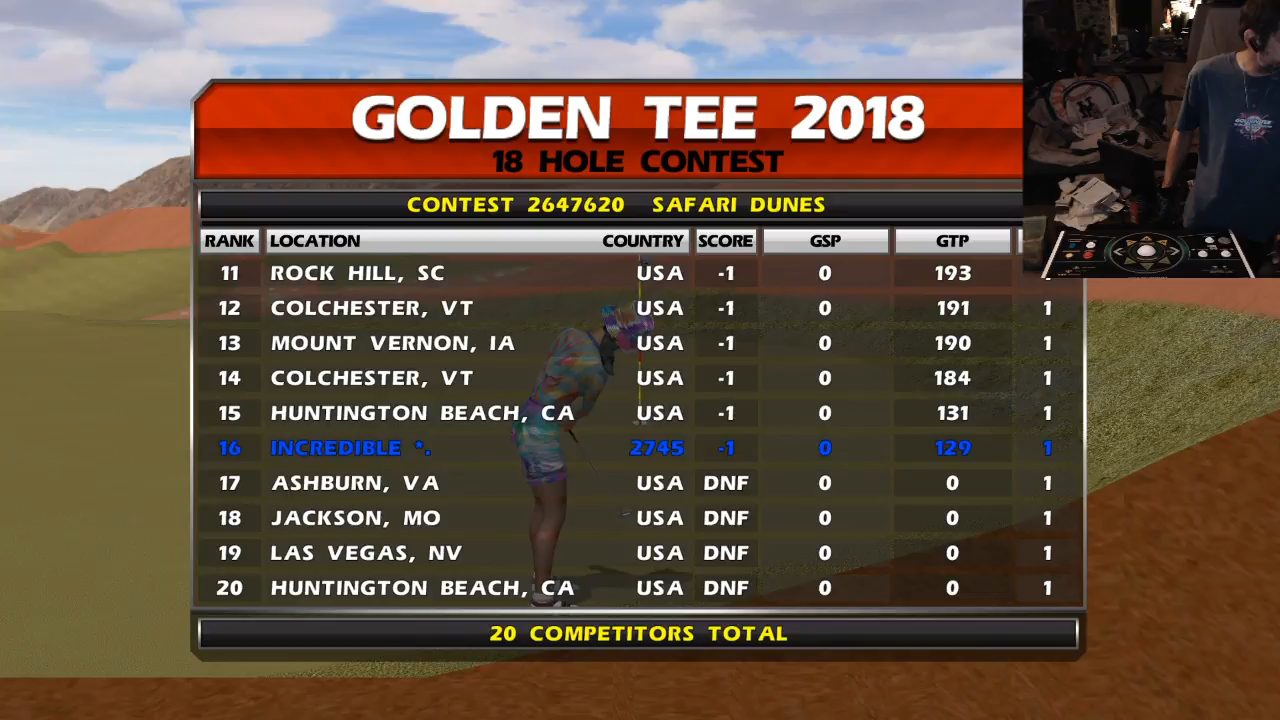 GOLDEN TEE 2018
18 HOLE CONTEST
CONTEST 2647620 SAFARI DUNES
RANK LOCATION COUNTRY SCORE GSP GTP
11 ROCK HILL, SC USA -1 0 193
12 COLCHESTER, VT USA -1 0 191 1
13 MOUNT VERNON, IA USA -1 0 190 1
14 COLCHESTER, VT USA -1 0 184 1
15 HUNTINGTON BEACH, CA USA -1 0 131 1
16 INCREDIBLE *. 2745 -1 0 129 1
17 ASHBURN, VA USA DNF 0 0 1
18 JACKSON, MO USA DNF 0 0 1
19 LAS VEGAS, NV USA DNF 0 0 1
20 HUNTINGTON BEACH, CA USA DNF 0 0 1
20 COMPETITORS TOTAL